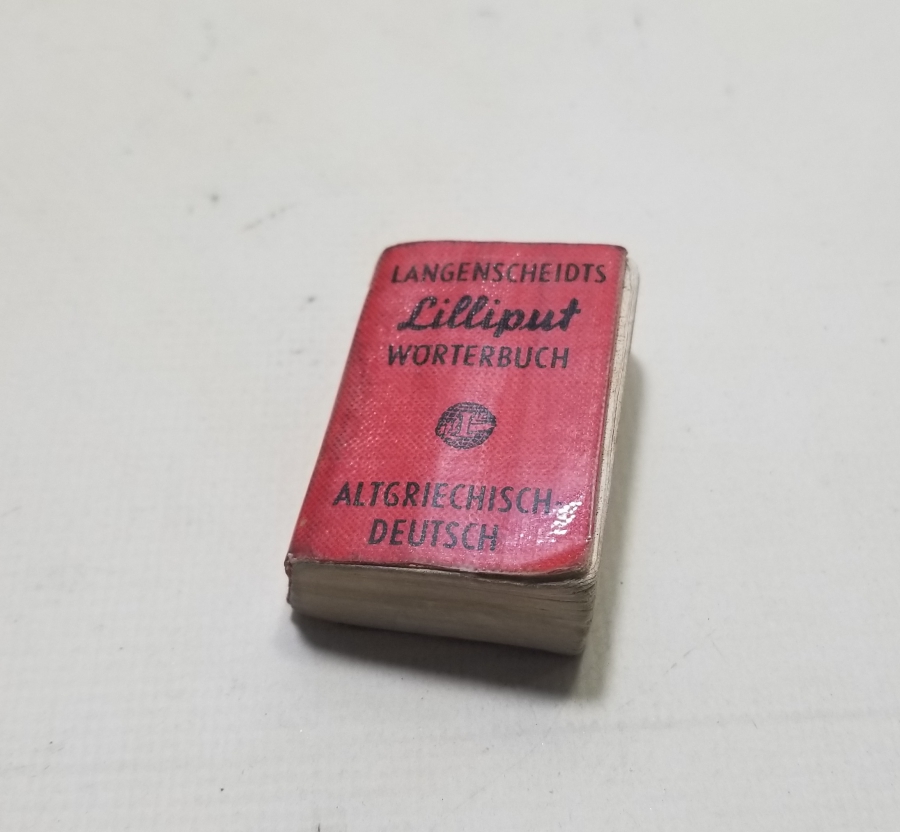 LANGENSCHEIDTS
Lilliput
WÖRTERBUCH
ALTGRIECHISCH-
DEUTSCH